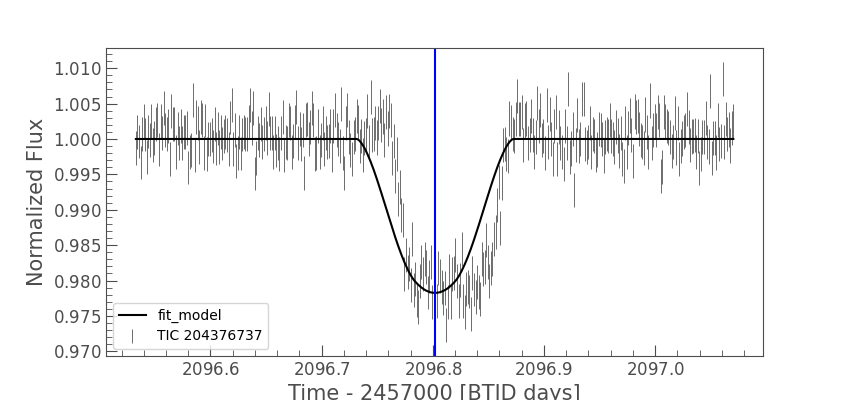 Normalized Flux
1.010
1.005
1.000
0.995
0.990
0.985
0.980
0.975
0.970
fit_model
TIC 204376737
2096.6 2096.7 2096.8 2096.9 2097.0
Time - 2457000 [BTJD days]